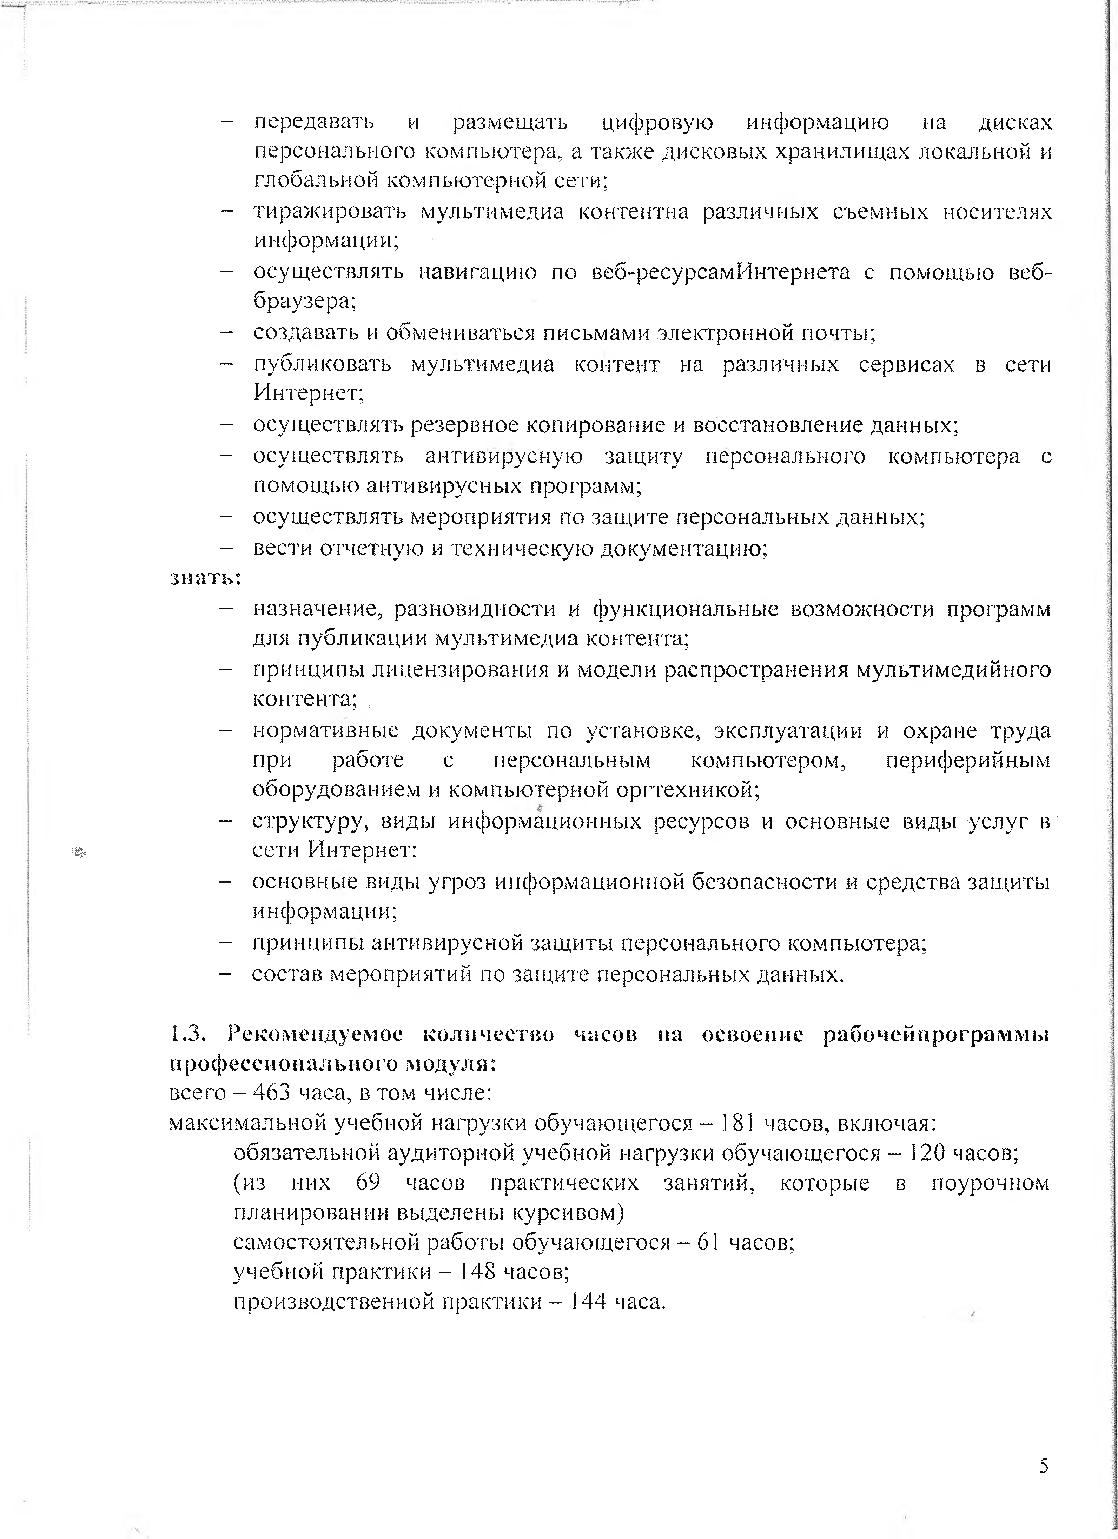 – передавать и размещать цифровую информацию на дисках
персонального компьютера, а также дисковых хранилищах локальной и
глобальной компьютерной сети;
– тиражировать мультимедиа контентна различных съемных носителях
информации;
– осуществлять навигацию по веб-ресурсамИнтернета с помощью веб-
браузера;
– создавать и обмениваться письмами электронной почты;
– публиковать мультимедиа контент на различных сервисах в сети
Интернет;
– осуществлять резервное копирование и восстановление данных;
– осуществлять антивирусную защиту персонального компьютера с
помощью антивирусных программ;
– осуществлять мероприятия по защите персональных данных;
– вести отчетную и техническую документацию;
знать:
– назначение, разновидности и функциональные возможности программ
для публикации мультимедиа контента;
– принципы лицензирования и модели распространения мультимедийного
контента;
– нормативные документы по установке, эксплуатации и охране труда
при работе с персональным компьютером, периферийным
оборудованием и компьютерной оргтехникой;
– структуру, виды информационных ресурсов и основные виды услуг в
сети Интернет:
– основные виды угроз информационной безопасности и средства защиты
информации;
– принципы антивирусной защиты персонального компьютера;
– состав мероприятий по защите персональных данных.
1.3. Рекомендуемое количество часов на освоение рабочейпрограммы
профессионального модуля:
всего – 463 часа, в том числе:
максимальной учебной нагрузки обучающегося – 181 часов, включая:
обязательной аудиторной учебной нагрузки обучающегося – 120 часов;
(из них 69 часов практических занятий, которые в поурочном
планировании выделены курсивом)
самостоятельной работы обучающегося – 61 часов;
учебной практики – 148 часов;
производственной практики – 144 часа.
5